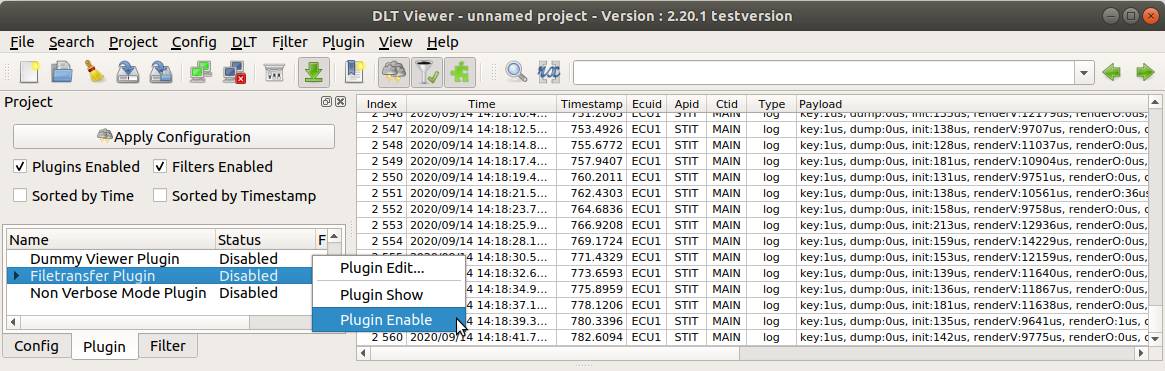 DLT Viewer - unnamed project - Version : 2.20.1 testversion
File Search Project Config DLT Filter Plugin View Help
Project
Apply Configuration
Plugins Enabled Filters Enabled
Sorted by Time Sorted by Timestamp
Name Status F
Dummy Viewer Plugin Disabled
Filetransfer Plugin Disabled
Non Verbose Mode Plugin Disabled
Plugin Edit...
Plugin Show
Plugin Enable
Config Plugin Filter
Index Time Timestamp Ecuid Apid Ctid Type Payload
2 546 2020/09/14 14:18:10.4... 751.2085 ECU1 STIT MAIN log key:1us, dump:0us, init:135us, renderV:12179us, renderO:0us,
2 547 2020/09/14 14:18:12.5... 753.4926 ECU1 STIT MAIN log key:1us, dump:0us, init:138us, renderV:9707us, renderO:0us, d
2 548 2020/09/14 14:18:14.8... 755.6772 ECU1 STIT MAIN log key:1us, dump:0us, init:128us, renderV:11037us, renderO:0us,
2 549 2020/09/14 14:18:17.4... 757.9407 ECU1 STIT MAIN log key:1us, dump:0us, init:181us, renderV:10904us, renderO:0us,
2 550 2020/09/14 14:18:19.4... 760.2011 ECU1 STIT MAIN log key:1us, dump:0us, init:131us, renderV:9751us, renderO:0us, d
2 551 2020/09/14 14:18:21.5... 762.4303 ECU1 STIT MAIN log key:1us, dump:0us, init:138us, renderV:10561us, renderO:36us
2 552 2020/09/14 14:18:23.7... 764.6836 ECU1 STIT MAIN log key:1us, dump:0us, init:158us, renderV:9758us, renderO:0us, d
2 553 2020/09/14 14:18:25.9... 766.9208 ECU1 STIT MAIN log key:1us, dump:0us, init:213us, renderV:12936us, renderO:0us,
2 554 2020/09/14 14:18:28.1... 769.1724 ECU1 STIT MAIN log key:1us, dump:0us, init:159us, renderV:14229us, renderO:0us,
14:18:30.5... 771.4329 ECU1 STIT MAIN log key:1us, dump:0us, init:153us, renderV:12159us, renderO:0us,
14:18:32.6... 773.6593 ECU1 STIT MAIN log key:1us, dump:0us, init:139us, renderV:11640us, renderO:0us,
14:18:34.9... 775.8959 ECU1 STIT MAIN log key:1us, dump:0us, init:136us, renderV:11867us, renderO:0us,
14:18:37.1... 778.1206 ECU1 STIT MAIN log key:1us, dump:0us, init:181us, renderV:11638us, renderO:0us,
14:18:39.3... 780.3396 ECU1 STIT MAIN log key:1us, dump:0us, init:135us, renderV:9641us, renderO:1us, d
2 560 2020/09/14 14:18:41.7... 782.6094 ECU1 STIT MAIN log key:1us, dump:0us, init:142us, renderV:9775us, renderO:0us, d